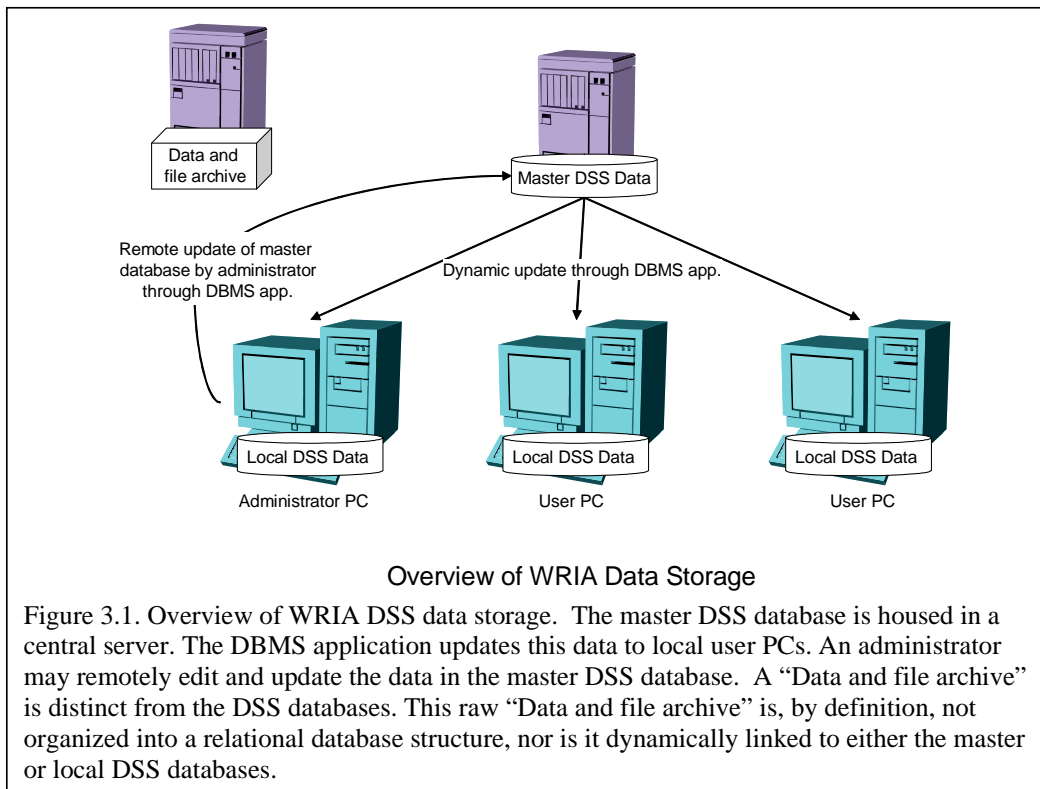 Data and
file archive
Master DSS Data
Remote update of master
database by administrator
through DBMS app.
Dynamic update through DBMS app.
Local DSS Data
Local DSS Data
Local DSS Data
Administrator PC
User PC
User PC
Overview of WRIA Data Storage
Figure 3.1. Overview of WRIA DSS data storage.  The master DSS database is housed in a
central server. The DBMS application updates this data to local user PCs. An administrator
may remotely edit and update the data in the master DSS database.  A “Data and file archive”
is distinct from the DSS databases. This raw “Data and file archive” is, by definition, not
organized into a relational database structure, nor is it dynamically linked to either the master
or local DSS databases.